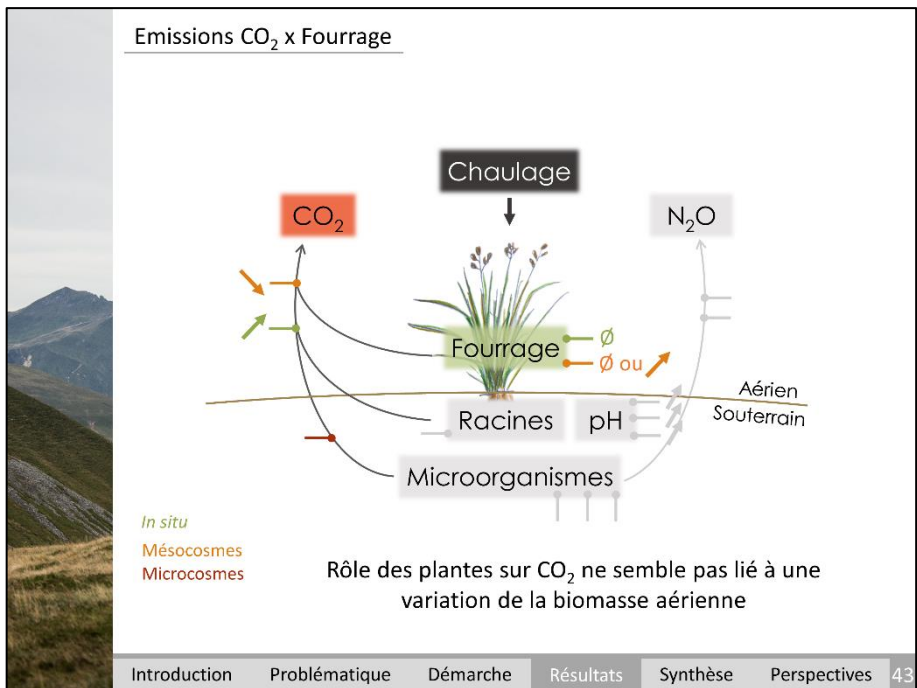 Emissions CO₂ x Fourrage
Chaulage
CO₂
N₂O
Fourrage
Ø
Ø ou
Aérien
Souterrain
Racines
pH
Microorganismes
In situ
Mésocosmes
Microcosmes
Rôle des plantes sur CO₂ ne semble pas lié à une
variation de la biomasse aérienne
Introduction Problématique Démarche Résultats Synthèse Perspectives 43